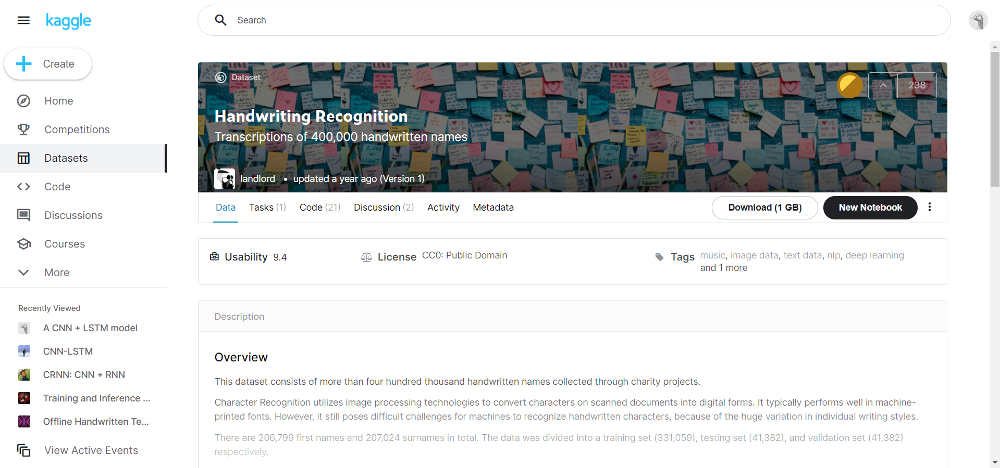 kaggle
Search
Create
Home
Competitions
Datasets
Code
Discussions
Courses
More
Recently Viewed
A CNN + LSTM model
CNN-LSTM
CRNN: CNN + RNN
Training and Inference ...
Offline Handwritten Te...
View Active Events
Dataset
238
Handwriting Recognition
Transcriptions of 400,000 handwritten names
landlord • updated a year ago (Version 1)
Data Tasks (1) Code (21) Discussion (2) Activity Metadata
Download (1 GB) New Notebook
Usability 9.4 License CC0: Public Domain Tags music, image data, text data, nlp, deep learning
and 1 more
Description
Overview
This dataset consists of more than four hundred thousand handwritten names collected through charity projects.
Character Recognition utilizes image processing technologies to convert characters on scanned documents into digital forms. It typically performs well in machine-
printed fonts. However, it still poses difficult challenges for machines to recognize handwritten characters, because of the huge variation in individual writing styles.
There are 206,799 first names and 207,024 surnames in total. The data was divided into a training set (331,059), testing set (41,382), and validation set (41,382)
respectively.